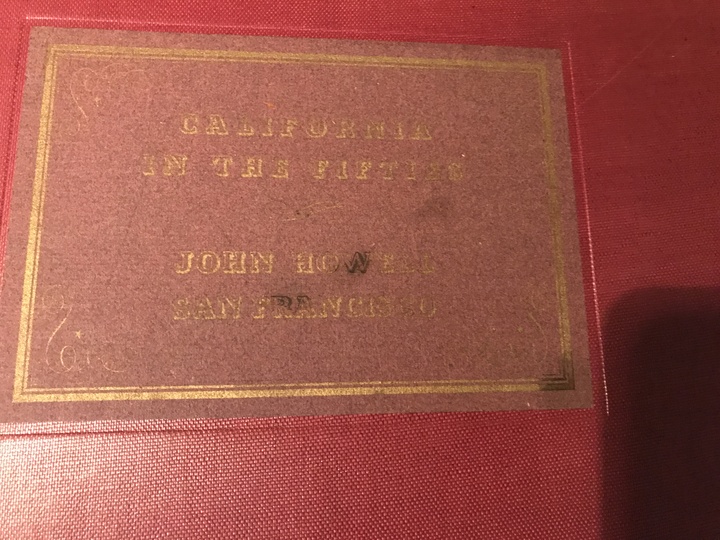 CALIFORNIA
IN THE FIFTIES
JOHN HOWELL
SAN FRANCISCO